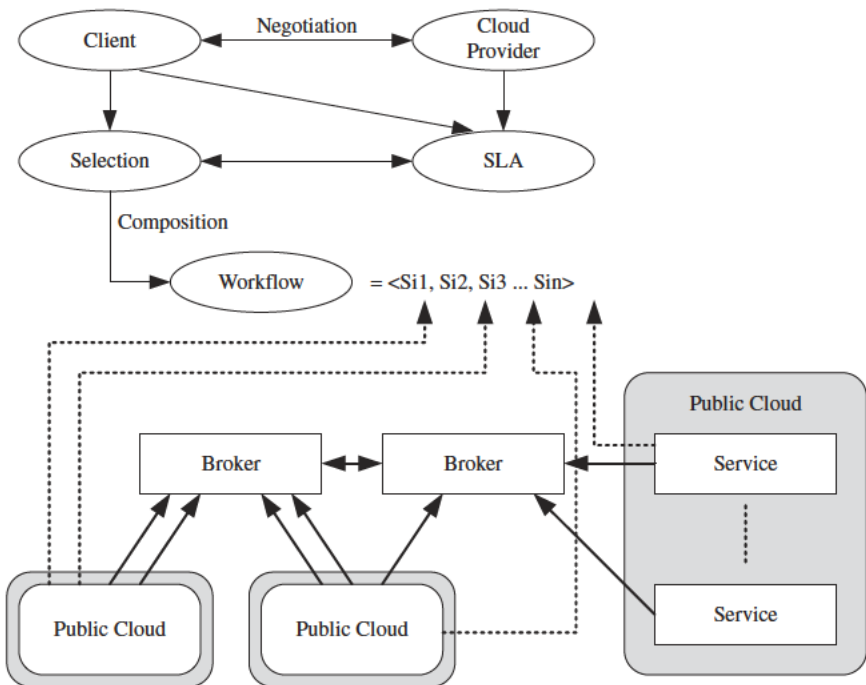 Client
Negotiation
Cloud
Provider
Selection
SLA
Composition
Workflow
= <Si1, Si2, Si3 ... Sin>
Public Cloud
Broker
Broker
Service
Service
Public Cloud
Public Cloud